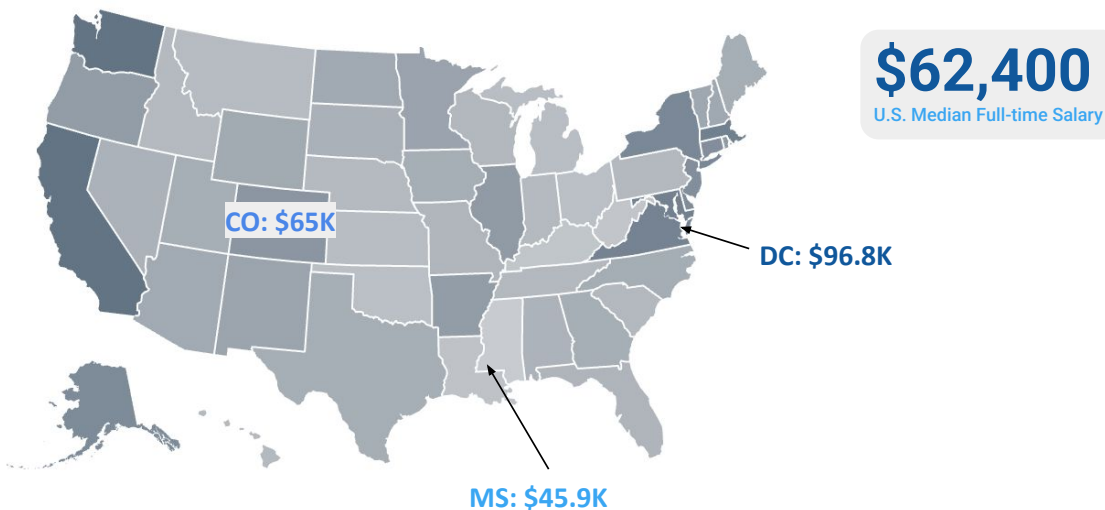 $62,400
U.S. Median Full-time Salary
CO: $65K
DC: $96.8K
MS: $45.9K